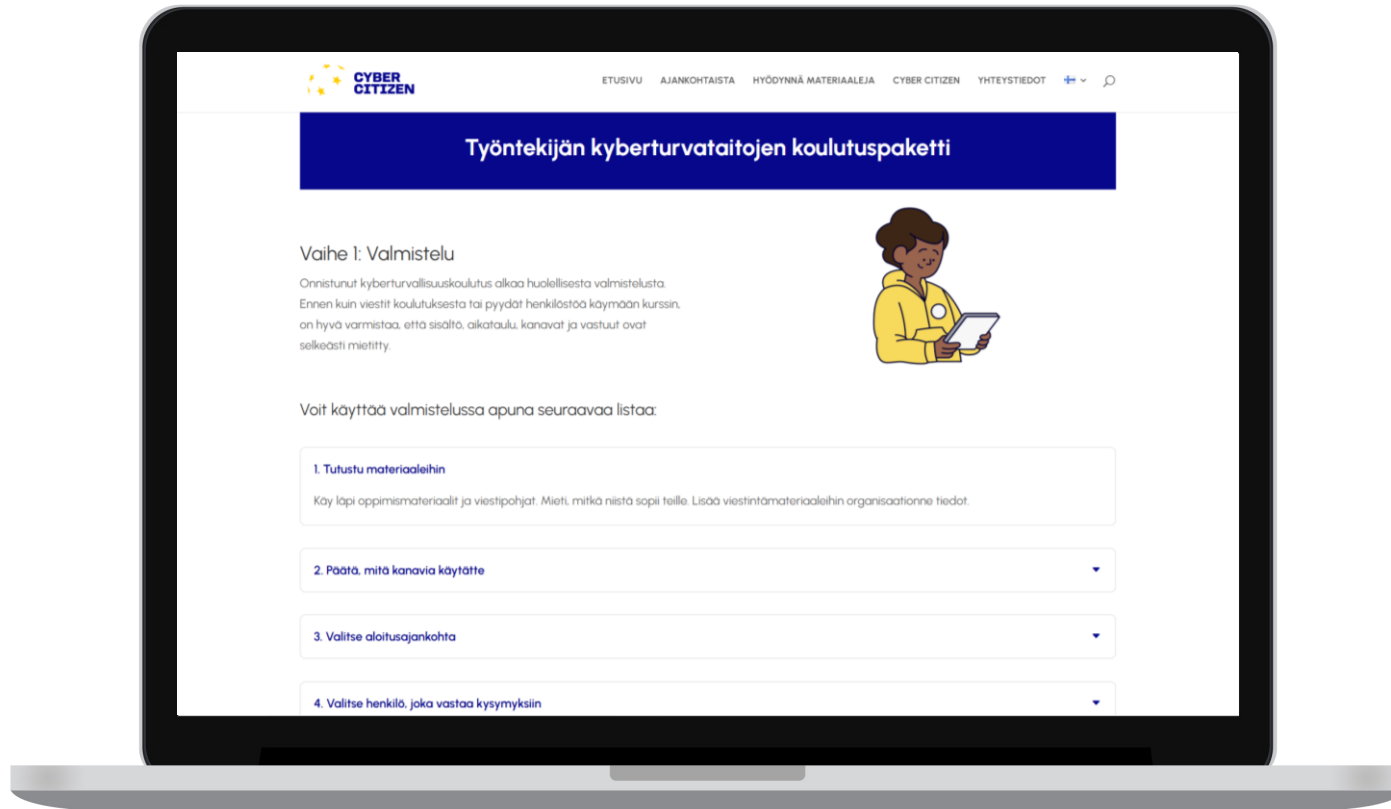 CYBER
CITIZEN
ETUSIVU AJANKOHTAISTA HYÖDYNNÄ MATERIAALEJA CYBER CITIZEN YHTEYSTIEDOT
Työntekijän kyberturvataitojen koulutuspaketti
Vaihe 1: Valmistelu
Onnistunut kyberturvallisuuskoulutus alkaa huolellisesta valmistelusta.
Ennen kuin viestit koulutuksesta tai pyydät henkilöstöä käymään kurssin,
on hyvä varmistaa, että sisältö, aikataulu, kanavat ja vastuut ovat
selkeästi mietitty.
Voit käyttää valmistelussa apuna seuraavaa listaa:
1. Tutustu materiaaleihin
Käy läpi oppimismateriaalit ja viestipohjat. Mieti, mitkä niistä sopii teille. Lisää viestintämateriaaleihin organisaationne tiedot.
2. Päätä, mitä kanavia käytätte
3. Valitse aloitusajankohta
4. Valitse henkilö, joka vastaa kysymyksiin